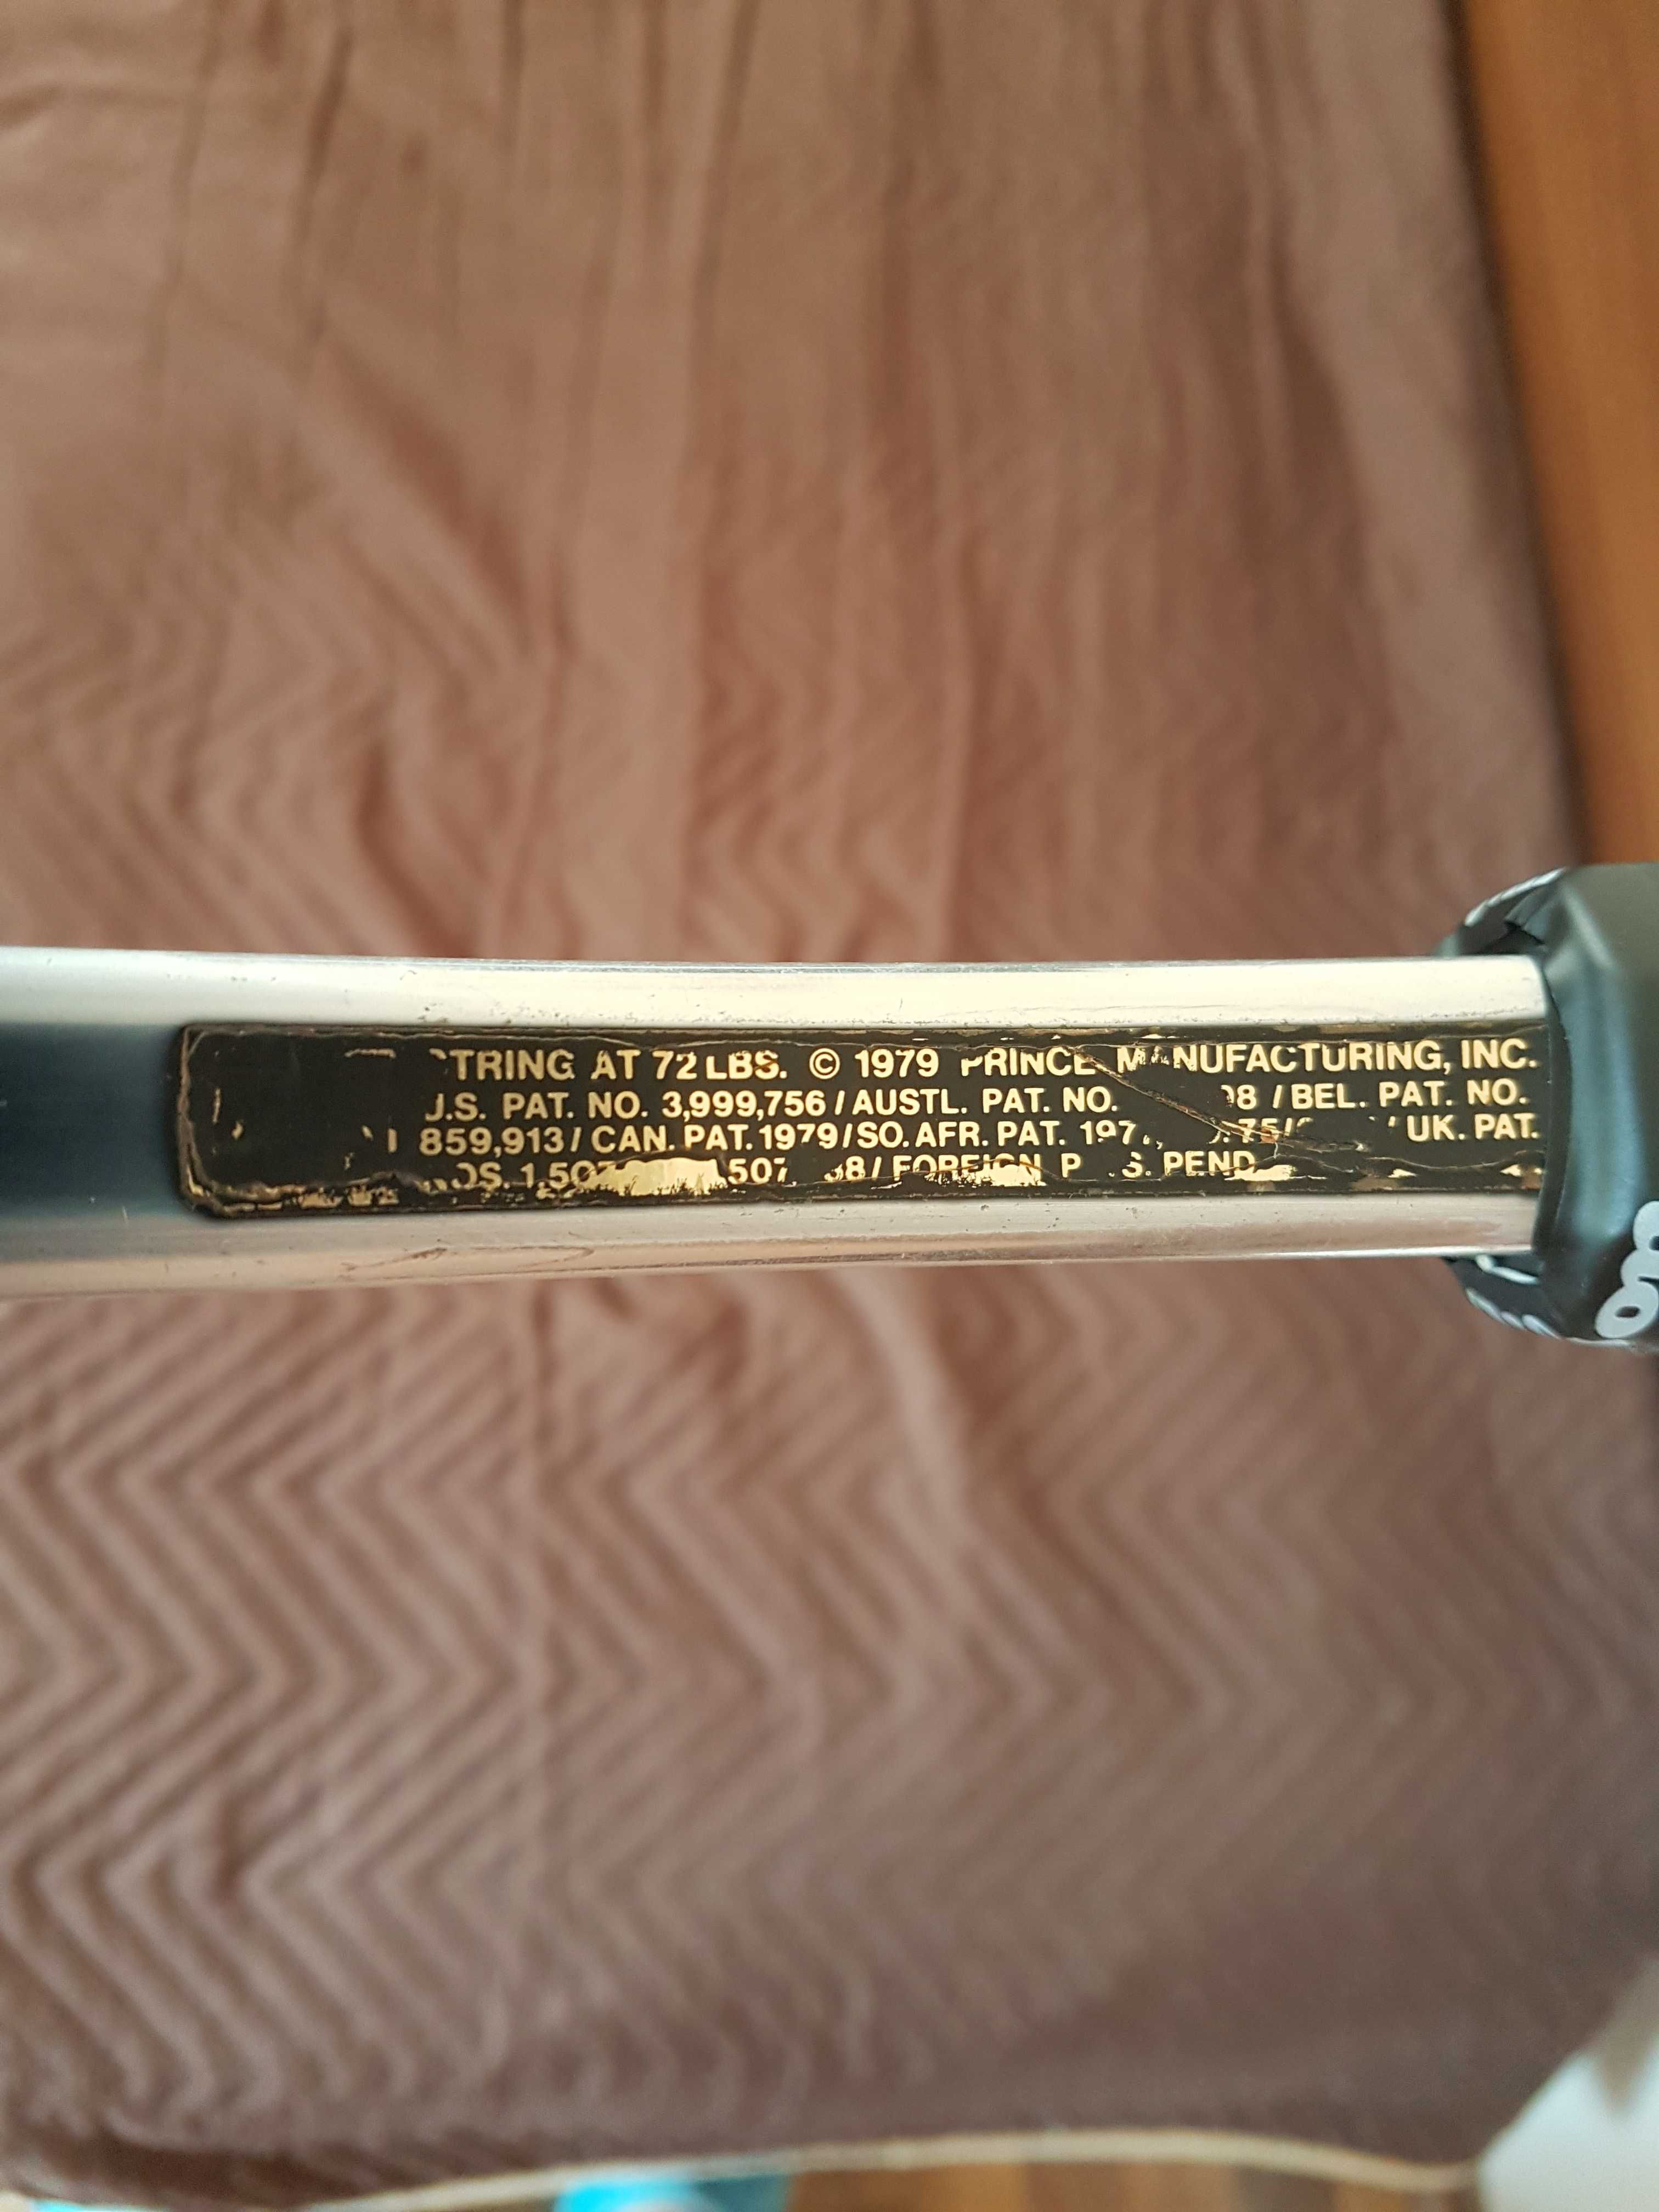 TRING AT 72 LBS. © 1979 PRINCE MANUFACTURING, INC.
U.S. PAT. NO. 3,999,756 / AUSTL. PAT. NO. / BEL. PAT. NO.
859,913 / CAN. PAT. 1979 / SO. AFR. PAT. / UK. PAT.
/ FOREIGN PEND.